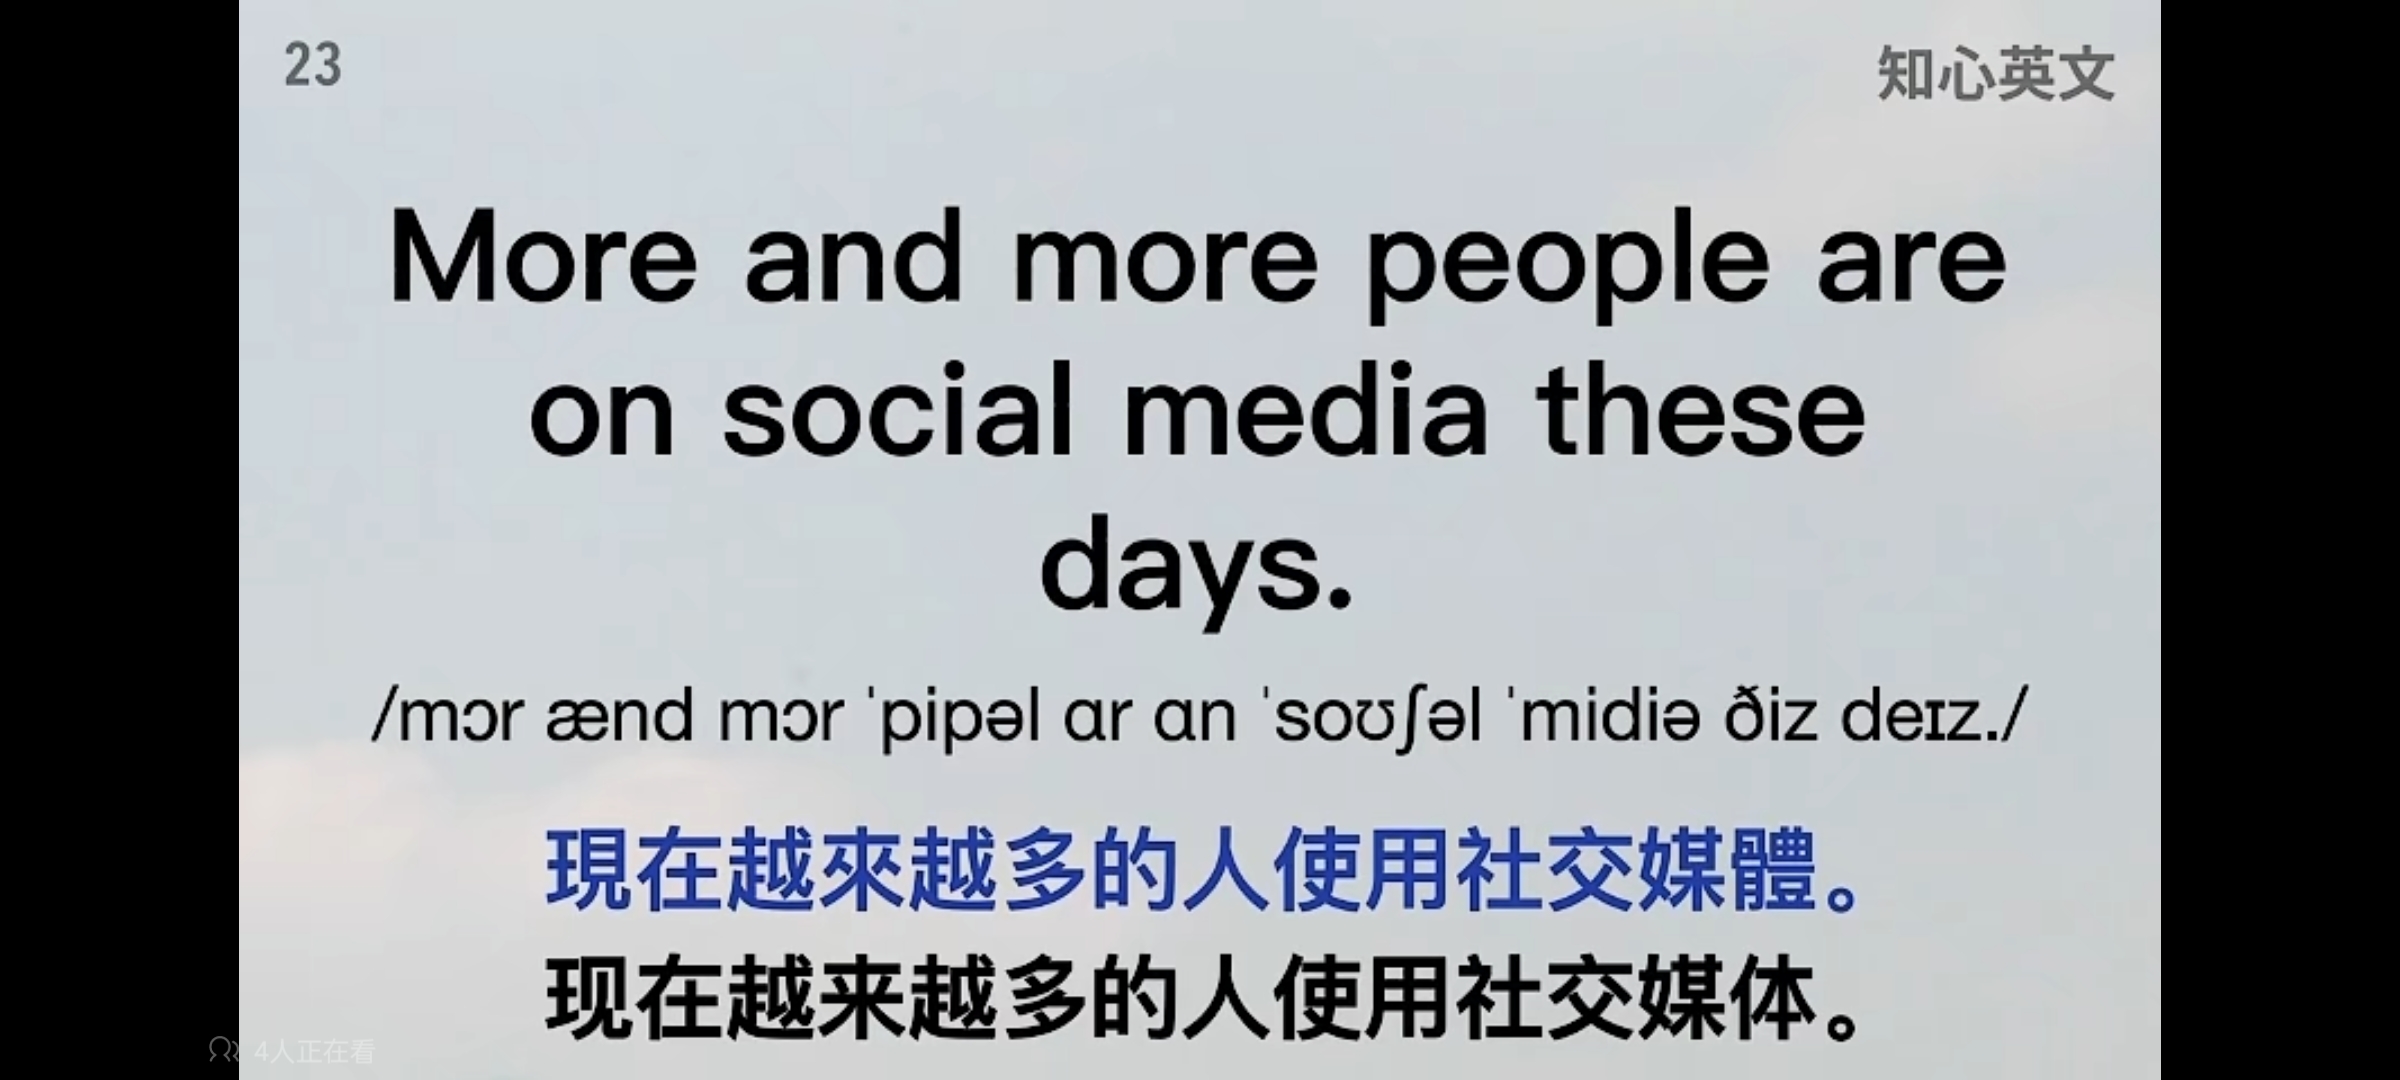 23
知心英文
More and more people are
on social media these
days.
/mɔr ænd mɔr ˈpipəl ɑr ɑn ˈsoʊʃəl ˈmidiə ðiz deɪz./
現在越來越多的人使用社交媒體。
现在越来越多的人使用社交媒体。
4人正在看